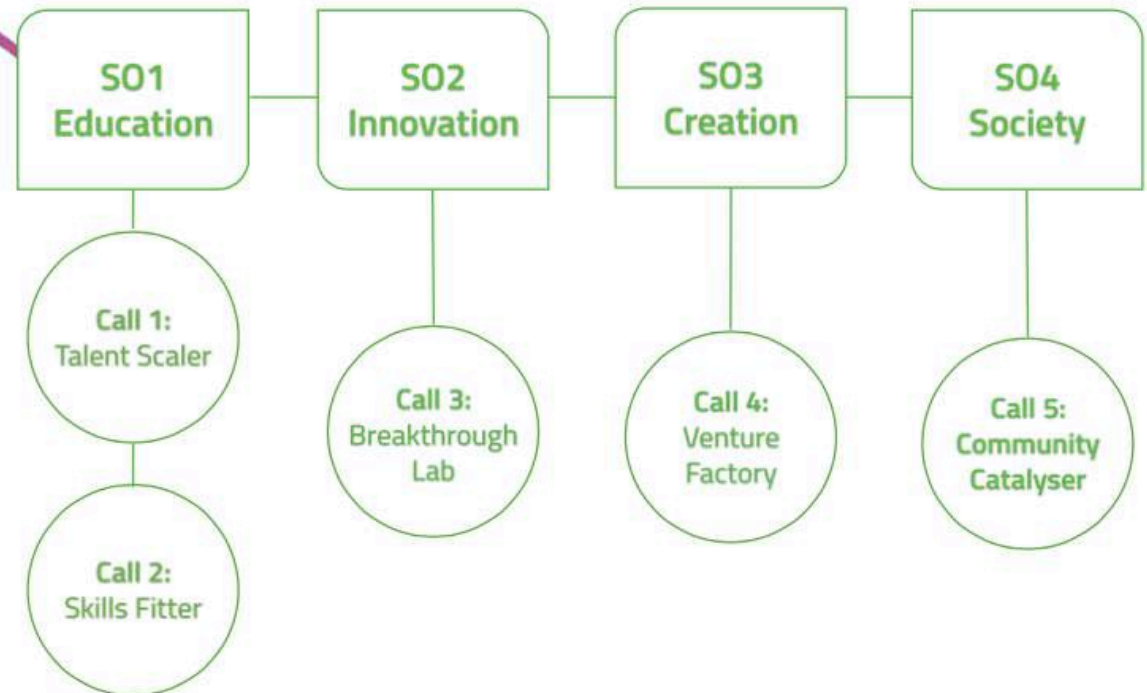 SO1
Education
SO2
Innovation
SO3
Creation
SO4
Society
Call 1:
Talent Scaler
Call 2:
Skills Fitter
Call 3:
Breakthrough
Lab
Call 4:
Venture
Factory
Call 5:
Community
Catalyser